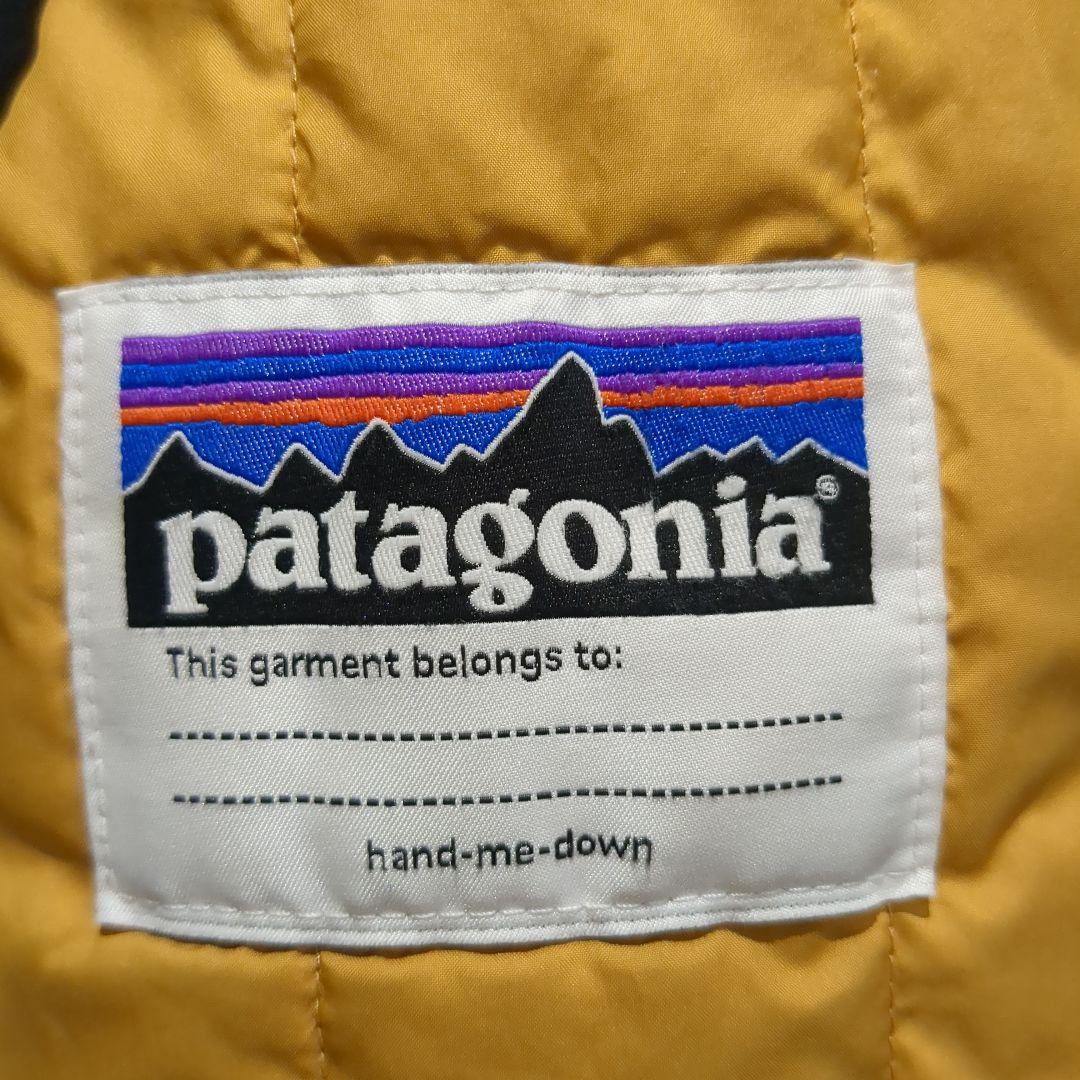 patagonia®
This garment belongs to:
hand-me-down